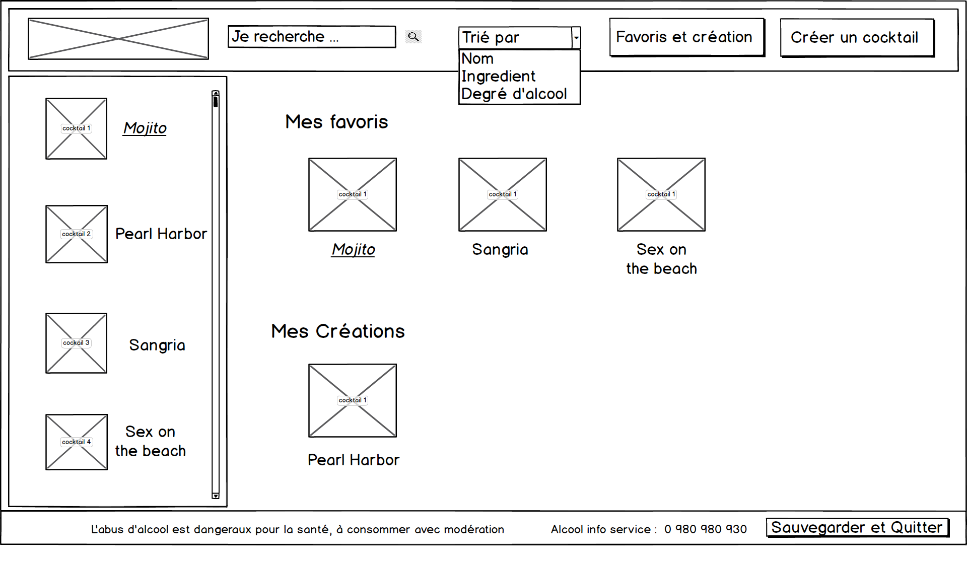 Je recherche ...
Trié par
Favoris et création
Créer un cocktail
Nom
Ingredient
Degré d'alcool
cocktail 1
Mojito
cocktail 2
Pearl Harbor
cocktail 3
Sangria
cocktail 4
Sex on
the beach
Mes favoris
cocktail 1
cocktail 1
cocktail 1
Mojito
Sangria
Sex on
the beach
Mes Créations
cocktail 1
Pearl Harbor
L'abus d'alcool est dangeraux pour la santé, à consommer avec modération
Alcool info service : 0 980 980 930
Sauvegarder et Quitter